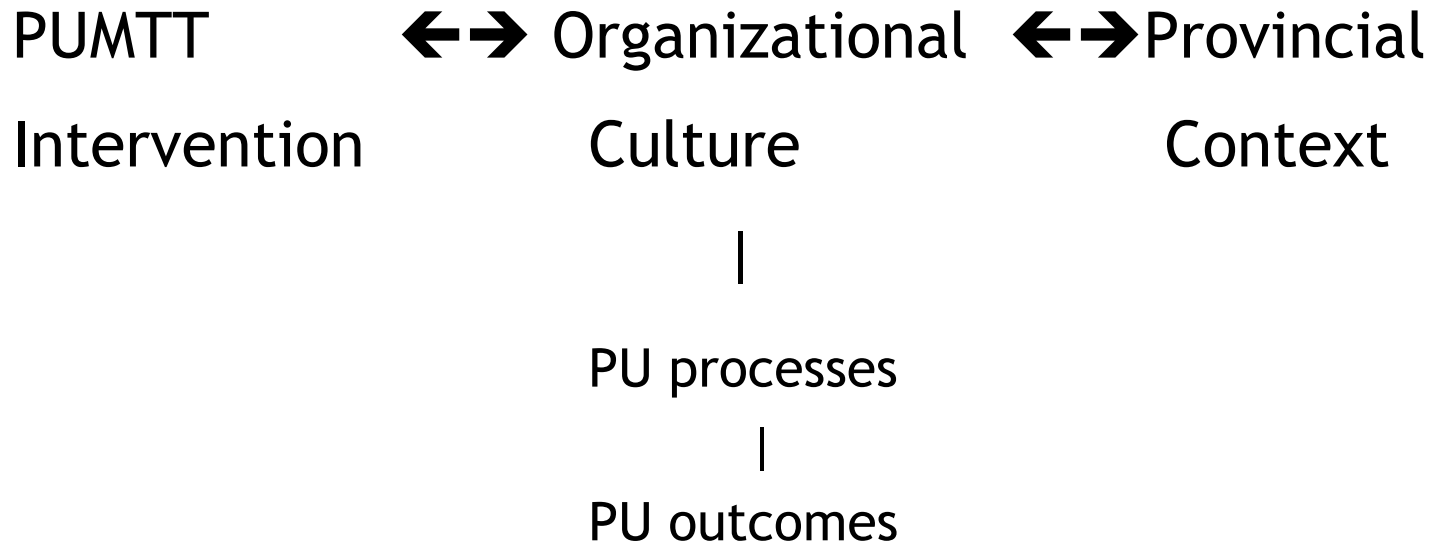 PUMTT ←→ Organizational ←→Provincial
Intervention Culture Context
|
PU processes
|
PU outcomes